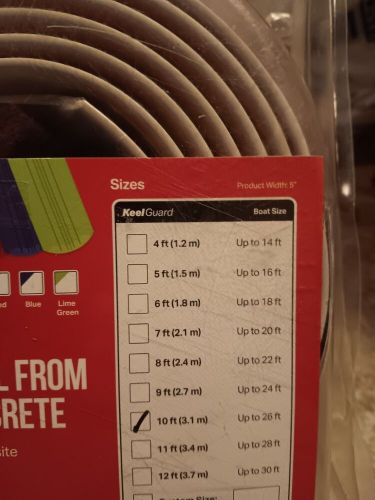 Sizes
Product Width: 5"
KeelGuard Boat Size
4 ft (1.2 m) Up to 14 ft
5 ft (1.5 m) Up to 16 ft
6 ft (1.8 m) Up to 18 ft
7 ft (2.1 m) Up to 20 ft
8 ft (2.4 m) Up to 22 ft
9 ft (2.7 m) Up to 24 ft
10 ft (3.1 m) Up to 26 ft
11 ft (3.4 m) Up to 28 ft
12 ft (3.7 m) Up to 30 ft
Custom Size:
Blue
Lime
Green
FROM